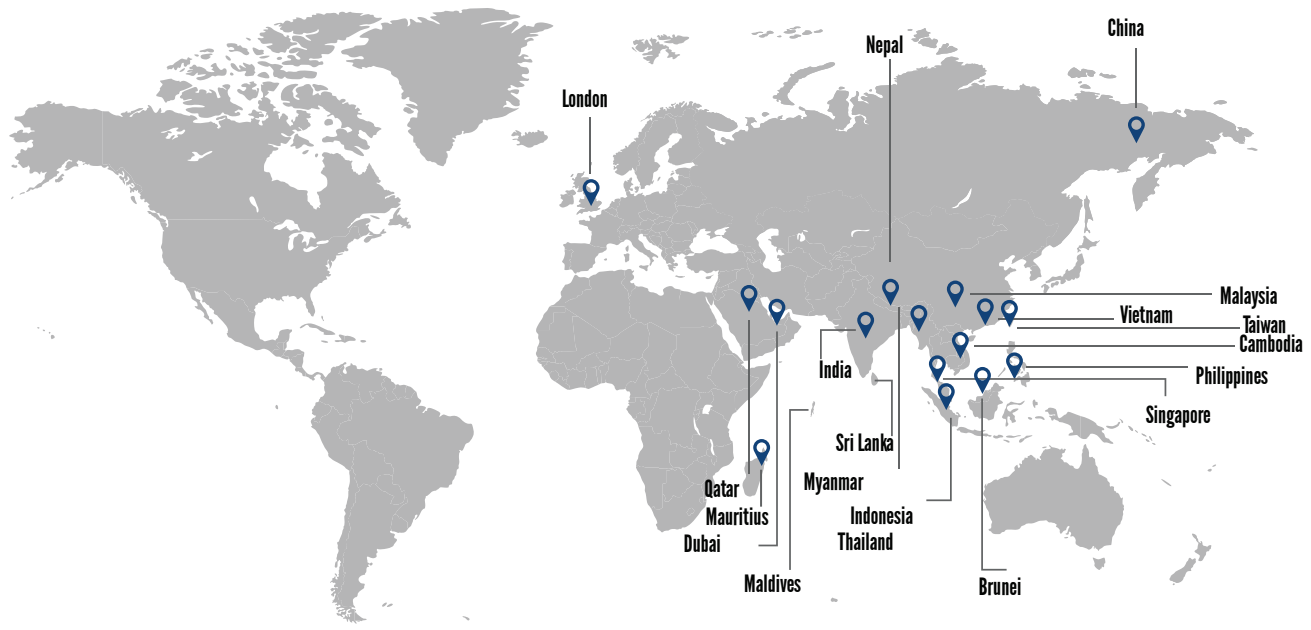 China
Nepal
London
Malaysia
Vietnam
Taiwan
Cambodia
India
Philippines
Singapore
Sri Lanka
Myanmar
Qatar
Mauritius
Indonesia
Dubai
Thailand
Maldives
Brunei